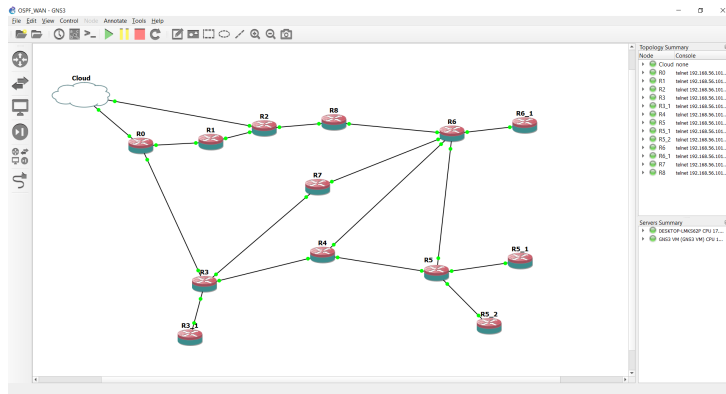 OSPF_WAN - GNS3
File Edit View Control Node Annotate Tools Help
Cloud
R0
R1
R2
R8
R6
R6_1
R7
R4
R3
R5
R5_1
R3_1
R5_2
Topology Summary
Node Console
Cloud none
R0 telnet 192.168.56.101...
R1 telnet 192.168.56.101...
R2 telnet 192.168.56.101...
R3 telnet 192.168.56.101...
R3_1 telnet 192.168.56.101...
R4 telnet 192.168.56.101...
R5 telnet 192.168.56.101...
R5_1 telnet 192.168.56.101...
R5_2 telnet 192.168.56.101...
R6 telnet 192.168.56.101...
R6_1 telnet 192.168.56.101...
R7 telnet 192.168.56.101...
R8 telnet 192.168.56.101...
Servers Summary
DESKTOP-LMKS62P CPU 17....
GNS3 VM (GNS3 VM) CPU 1...